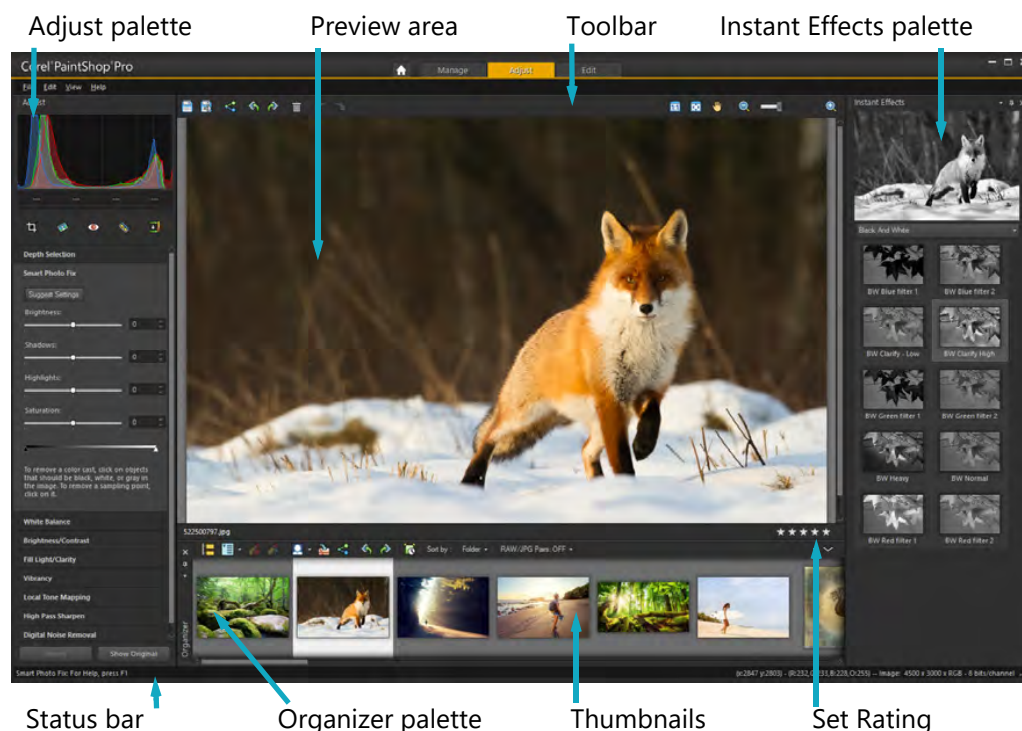 Adjust palette
Preview area
Toolbar
Instant Effects palette
Corel PaintShop Pro
Manage
Adjust
Edit
File Edit View Help
Adjust
Instant Effects
Black And White
Depth Selection
Smart Photo Fix
Suggest Settings
Brightness:
0
Shadows:
0
Highlights:
0
Saturation:
0
To remove a color cast, click on objects
that should be black, white, or gray in
the image. To remove a sampling point,
click on it.
White Balance
Brightness/Contrast
Fill Light/Clarity
Vibrancy
Local Tone Mapping
High Pass Sharpen
Digital Noise Removal
Show Original
BW Blue filter 1
BW Blue filter 2
BW Clarify - Low
BW Clarify High
BW Green filter 1
BW Green filter 2
BW Heavy
BW Normal
BW Red filter 1
BW Red filter 2
522500797.jpg
Sort by: Folder
RAW/JPG Pairs: OFF
Organizer
Smart Photo Fix: For Help, press F1
Image: 4500 x 3000 x RGB - 8 bits/channel
Status bar
Organizer palette
Thumbnails
Set Rating